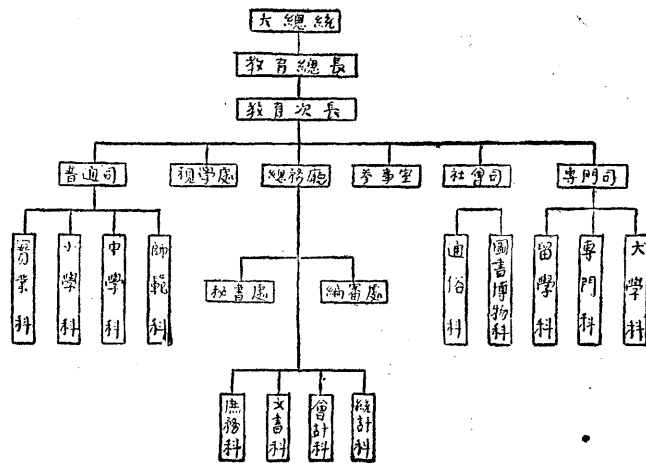 大總統
教育總長
教育次長
普通司
視學處
總務廳
參事室
社會司
專門司
實業科
小學科
中學科
師範科
通俗科
圖書博物科
留學科
專門科
大學科
秘書處
編審處
庶務科
文書科
會計科
統計科